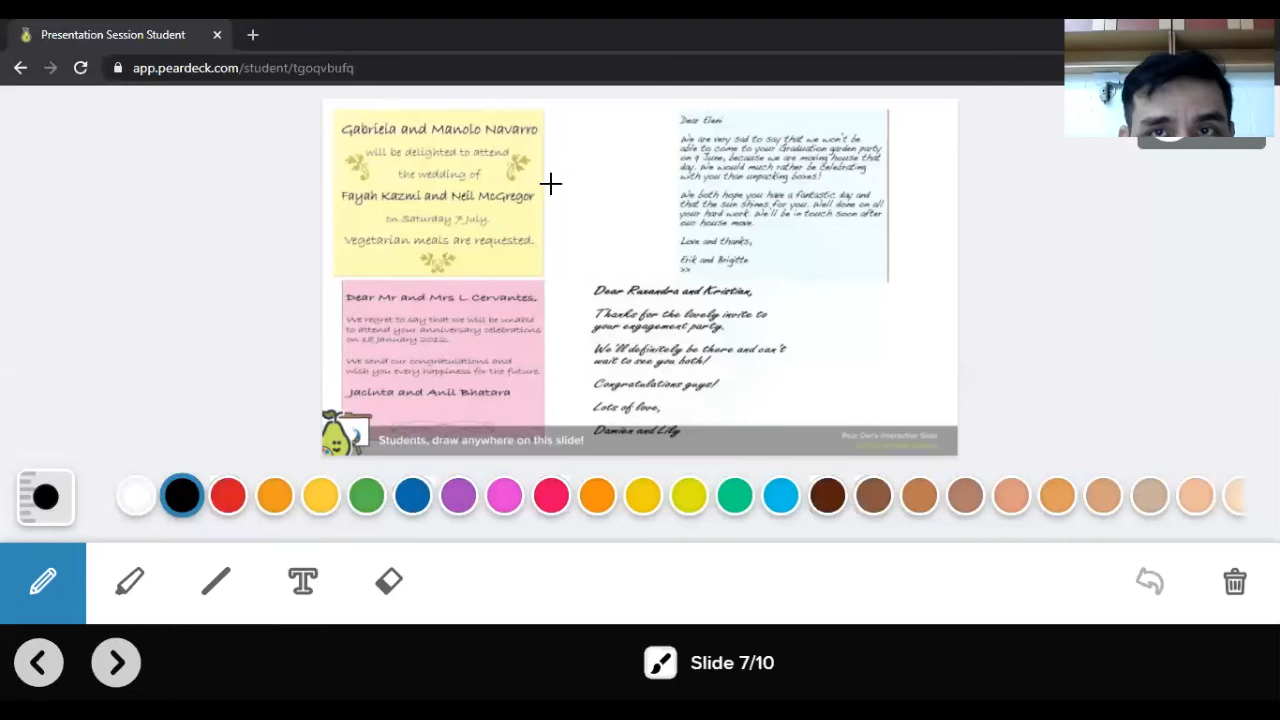 Presentation Session Student
app.peardeck.com/student/tgoqvbufq
Gabriela and Manolo Navarro
will be delighted to attend
the wedding of
Fayah Kazmi and Neil McGregor
on Saturday 7 July.
Vegetarian meals are requested.
Dear Mr and Mrs L Cervantes,
We regret to say that we will be unable
to attend your anniversary celebrations
on 18 January 2012.
We send our congratulations and
wish you every happiness for the future.
Jacinta and Anil Bhatara
Dear Eleni
We are very sad to say that we won't be
able to come to your Graduation garden party
on 9 June, because we are moving house that
day. We would much rather be celebrating
with you than unpacking boxes!
We both hope you have a fantastic day and
that the sun shines for you. Well done on all
your hard work. We'll be in touch soon after
our house move.
Love and thanks,
Erik and Brigitte
xx
Dear Ruxandra and Kristian,
Thanks for the lovely invite to
your engagement party.
We'll definitely be there and can't
wait to see you both!
Congratulations guys!
Lots of love,
Damien and Lily
Students, draw anywhere on this slide!
Pear Deck Interactive Slide
Slide 7/10